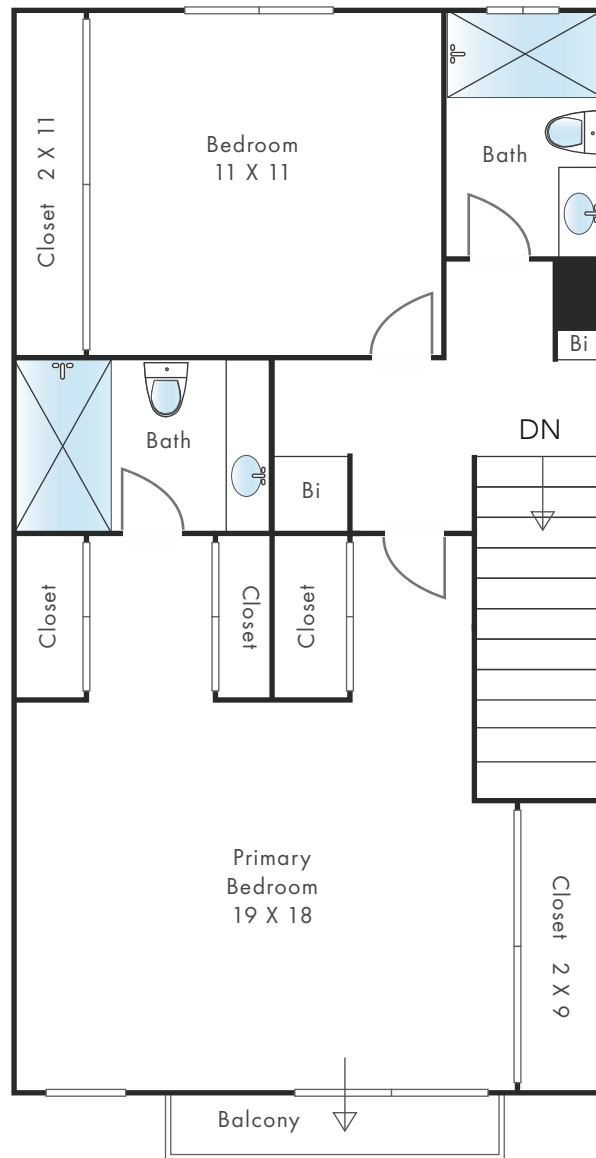 Closet 2 X 11
Bedroom
11 X 11
Bath
Bi
Bath
DN
Bi
Closet
Closet
Closet
Primary
Bedroom
19 X 18
Closet 2 X 9
Balcony